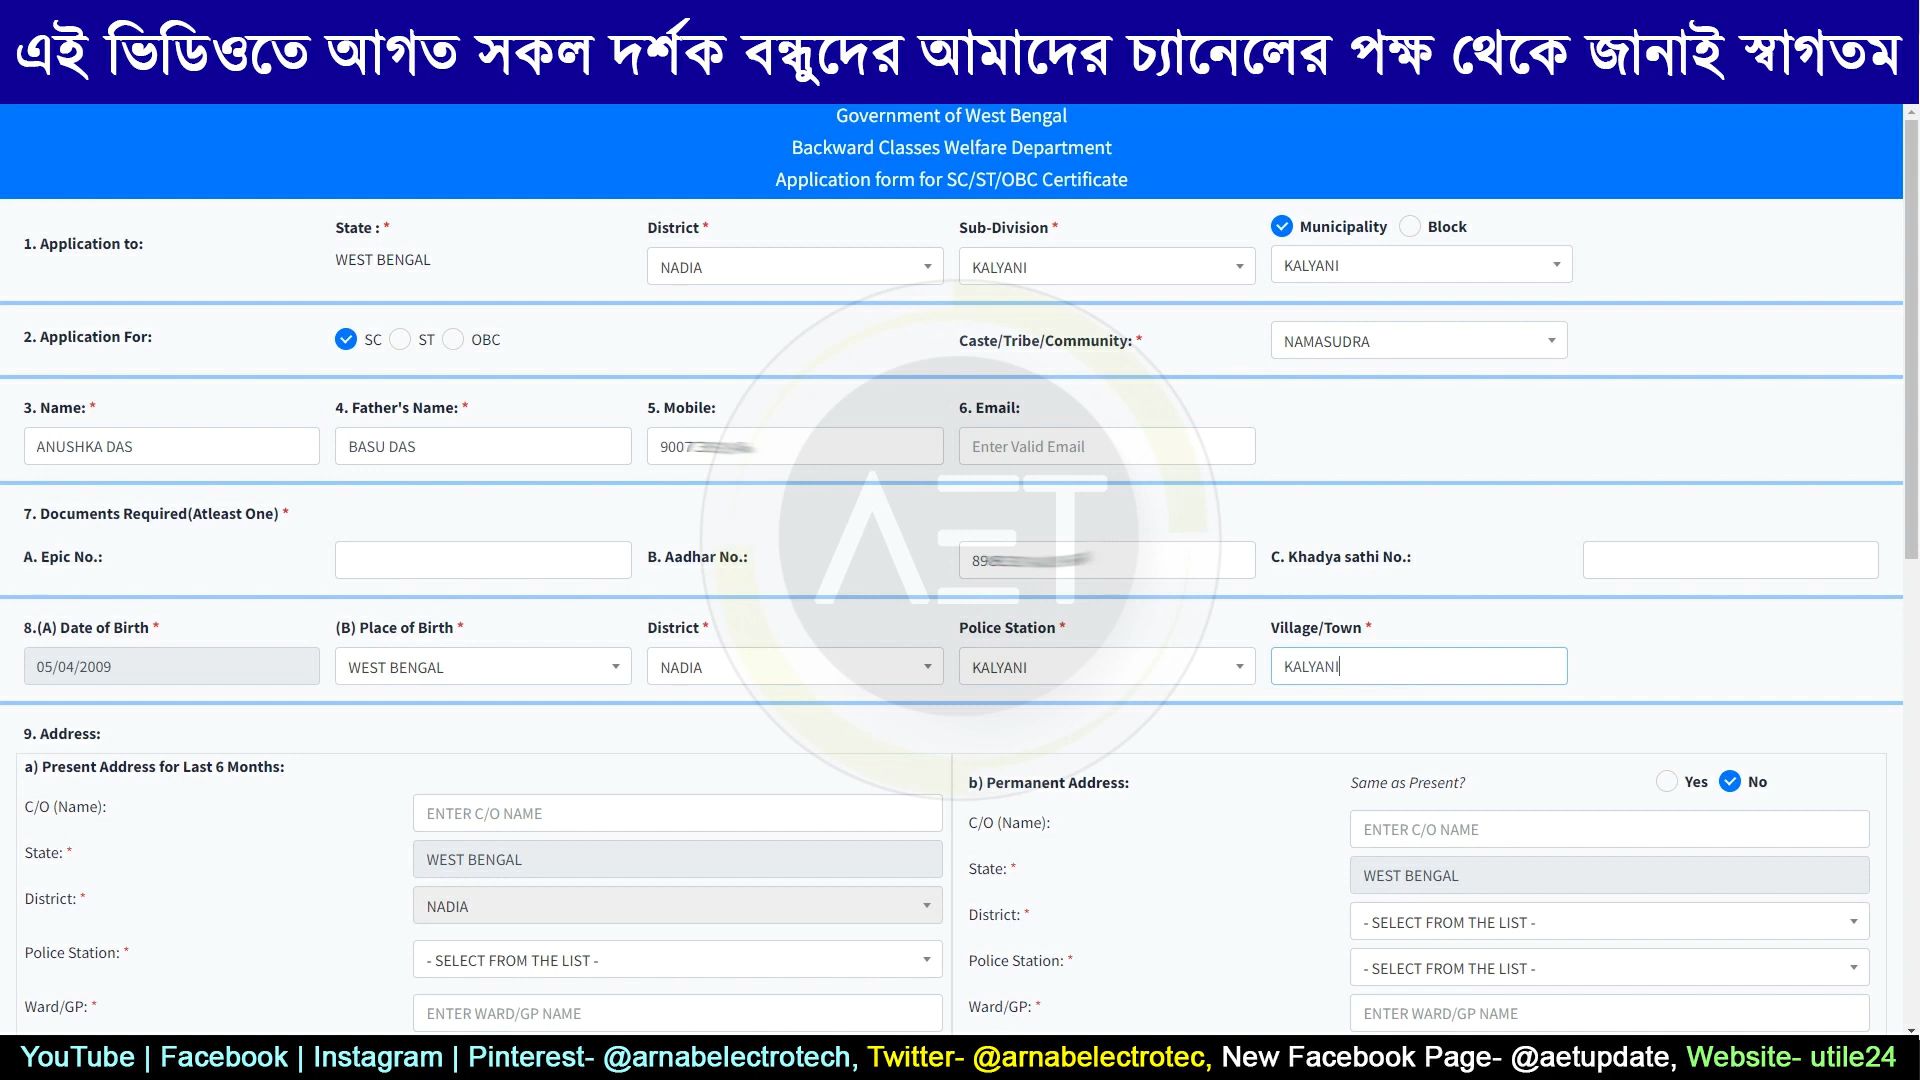 এই ভিডিওতে আগত সকল দর্শক বন্ধুদের আমাদের চ্যানেলের পক্ষ থেকে জানাই স্বাগতম
Government of West Bengal
Backward Classes Welfare Department
Application form for SC/ST/OBC Certificate
1. Application to:
State : *
WEST BENGAL
District *
NADIA
Sub-Division *
KALYANI
Municipality Block
KALYANI
2. Application For:
SC ST OBC
Caste/Tribe/Community: *
NAMASUDRA
3. Name: *
ANUSHKA DAS
4. Father's Name: *
BASU DAS
5. Mobile:
9007
6. Email:
Enter Valid Email
AET
7. Documents Required(Atleast One) *
A. Epic No.:
B. Aadhar No.:
89
C. Khadya sathi No.:
8.(A) Date of Birth *
05/04/2009
(B) Place of Birth *
WEST BENGAL
District *
NADIA
Police Station *
KALYANI
Village/Town *
KALYANI
9. Address:
a) Present Address for Last 6 Months:
C/O (Name):
ENTER C/O NAME
State: *
WEST BENGAL
District: *
NADIA
Police Station: *
- SELECT FROM THE LIST -
Ward/GP: *
ENTER WARD/GP NAME
b) Permanent Address:
Same as Present?
Yes No
C/O (Name):
ENTER C/O NAME
State: *
WEST BENGAL
District: *
- SELECT FROM THE LIST -
Police Station: *
- SELECT FROM THE LIST -
Ward/GP: *
ENTER WARD/GP NAME
YouTube | Facebook | Instagram | Pinterest- @arnabelectrotech, Twitter- @arnabelectrotec, New Facebook Page- @aetupdate, Website- utile24